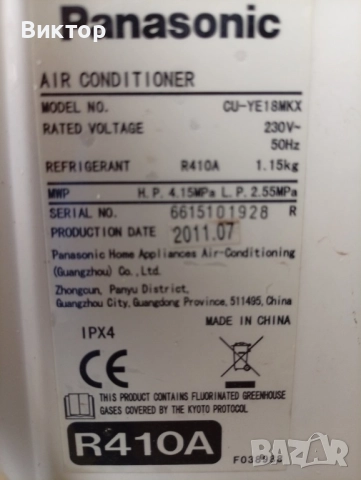 Виктор
Panasonic
AIR CONDITIONER
MODEL NO. CU-YE18MKX
RATED VOLTAGE 230V~
50Hz
REFRIGERANT R410A 1.15kg
MWP H.P. 4.15MPa L.P. 2.55MPa
SERIAL NO. 6615101928 R
PRODUCTION DATE 2011.07
Panasonic Home Appliances Air-Conditioning
(Guangzhou) Co., Ltd.
Zhongcun, Panyu District,
Guangzhou City, Guangdong Province, 511495, China
IPX4 MADE IN CHINA
CE
THIS PRODUCT CONTAINS FLUORINATED GREENHOUSE
GASES COVERED BY THE KYOTO PROTOCOL
R410A
bazar